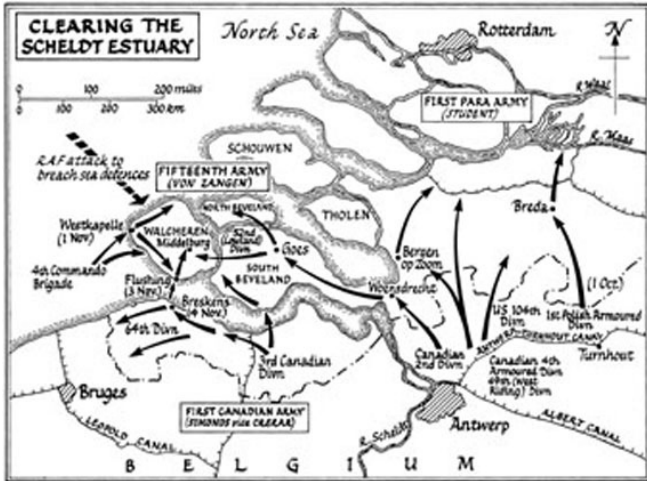 CLEARING THE
SCHELDT ESTUARY
North Sea
Rotterdam
N
0 100 200 miles
0 100 200 300 km
R. Waal
FIRST PARA ARMY
(STUDENT)
R. Maas
R.A.F attack to
breach sea defences
SCHOUWEN
FIFTEENTH ARMY
(VON ZANGEN)
NORTH BEVELAND
THOLEN
Breda
Westkapelle
(1 Nov)
WALCHEREN
Middelburg
52nd
(Lowland)
Divn
Goes
Bergen
op Zoom
4th Commando
Brigade
SOUTH
BEVELAND
Woensdrecht
Flushing
(3 Nov)
Breskens
(4 Nov)
(1 Oct.)
US 104th
Divn
1st Polish Armoured
Divn
64th Divn
3rd Canadian
Divn
Canadian
2nd Divn
ANTWERP-TURNHOUT CANAL
Turnhout
Canadian 4th
Armoured Divn
49th (West
Riding) Divn
Bruges
FIRST CANADIAN ARMY
(SIMONDS vice CRERAR)
LEOPOLD CANAL
R. Scheldt
Antwerp
ALBERT CANAL
BELGIUM